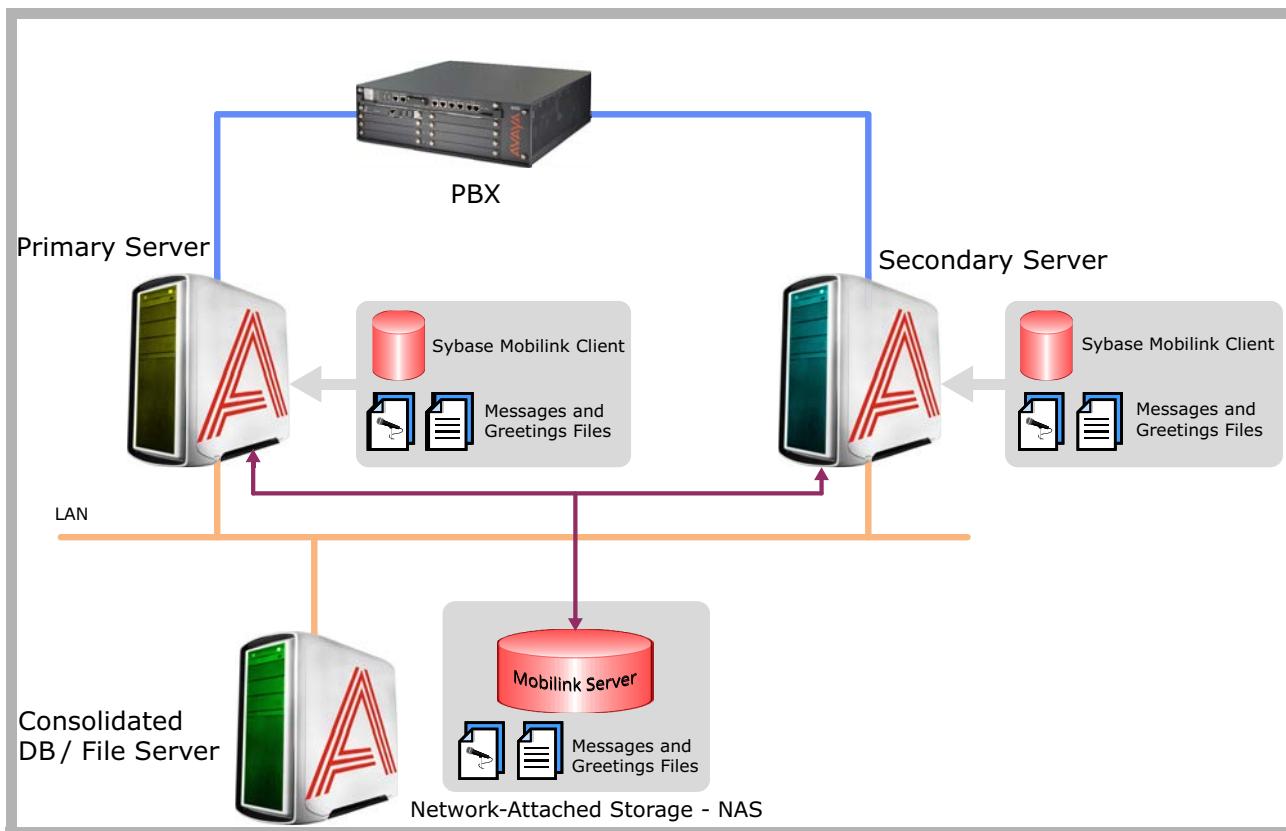 AVAYA
PBX
Primary Server
Secondary Server
Sybase Mobilink Client
Messages and
Greetings Files
Sybase Mobilink Client
Messages and
Greetings Files
LAN
Mobilink Server
Messages and
Greetings Files
Consolidated
DB / File Server
Network-Attached Storage - NAS